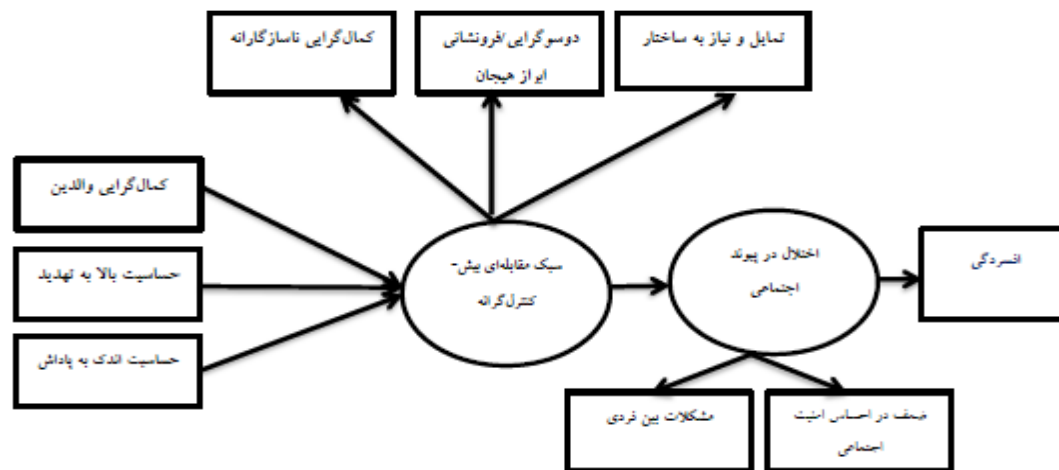 کمال‌گرایی ناسازگارانه
دوسوگرایی/فرونشانی
ابراز هیجان
تمایل و نیاز به ساختار
کمال‌گرایی والدین
حساسیت بالا به تهدید
حساسیت اندک به پاداش
سبک مقابله‌ای بیش-
کنترل‌گرانه
اختلال در پیوند
اجتماعی
افسردگی
مشکلات بین فردی
ضعف در احساس امنیت
اجتماعی